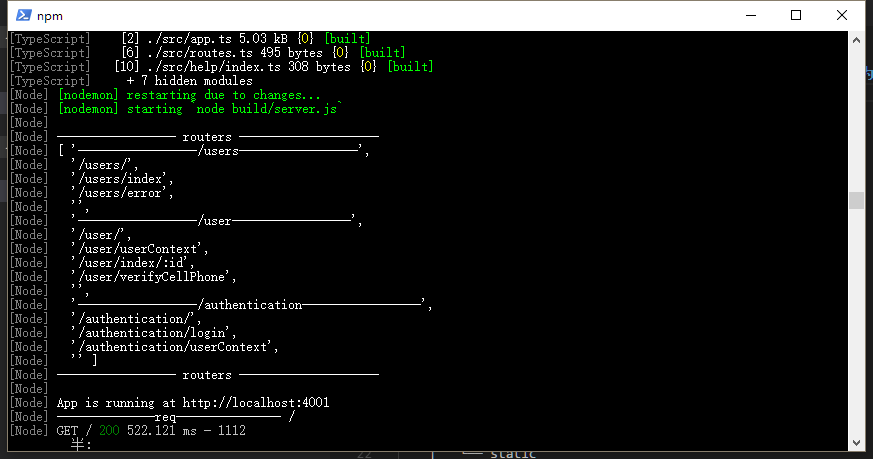 npm
[TypeScript]    [2] ./src/app.ts 5.03 kB {0} [built]
[TypeScript]    [6] ./src/routes.ts 495 bytes {0} [built]
[TypeScript]   [10] ./src/help/index.ts 308 bytes {0} [built]
[TypeScript]     + 7 hidden modules
[Node] [nodemon] restarting due to changes...
[Node] [nodemon] starting `node build/server.js`
[Node]
[Node] ───────────────── routers ────────────────────
[Node] [ '─────────────────/users─────────────────',
[Node]   '/users/',
[Node]   '/users/index',
[Node]   '/users/error',
[Node]   '',
[Node]   '─────────────────/user─────────────────',
[Node]   '/user/',
[Node]   '/user/userContext',
[Node]   '/user/index/:id',
[Node]   '/user/verifyCellPhone',
[Node]   '',
[Node]   '─────────────────/authentication─────────────────',
[Node]   '/authentication/',
[Node]   '/authentication/login',
[Node]   '/authentication/userContext',
[Node]   '' ]
[Node] ───────────────── routers ────────────────────
[Node]
[Node] App is running at http://localhost:4001
[Node] ──────────────req─────────────── /
[Node] GET / 200 522.121 ms - 1112
半:
22 static